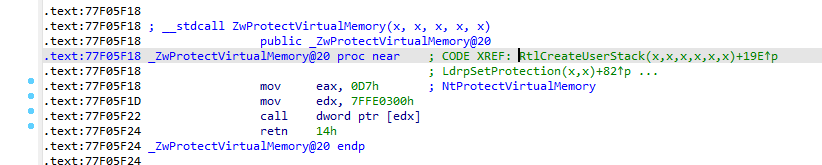 .text:77F05F18
.text:77F05F18 ; __stdcall ZwProtectVirtualMemory(x, x, x, x, x)
.text:77F05F18 public _ZwProtectVirtualMemory@20
.text:77F05F18 _ZwProtectVirtualMemory@20 proc near ; CODE XREF: RtlCreateUserStack(x,x,x,x,x,x)+19E↑p
.text:77F05F18 ; LdrpSetProtection(x,x)+82↑p ...
.text:77F05F18 mov eax, 0D7h ; NtProtectVirtualMemory
.text:77F05F1D mov edx, 7FFE0300h
.text:77F05F22 call dword ptr [edx]
.text:77F05F24 retn 14h
.text:77F05F24 _ZwProtectVirtualMemory@20 endp
.text:77F05F24